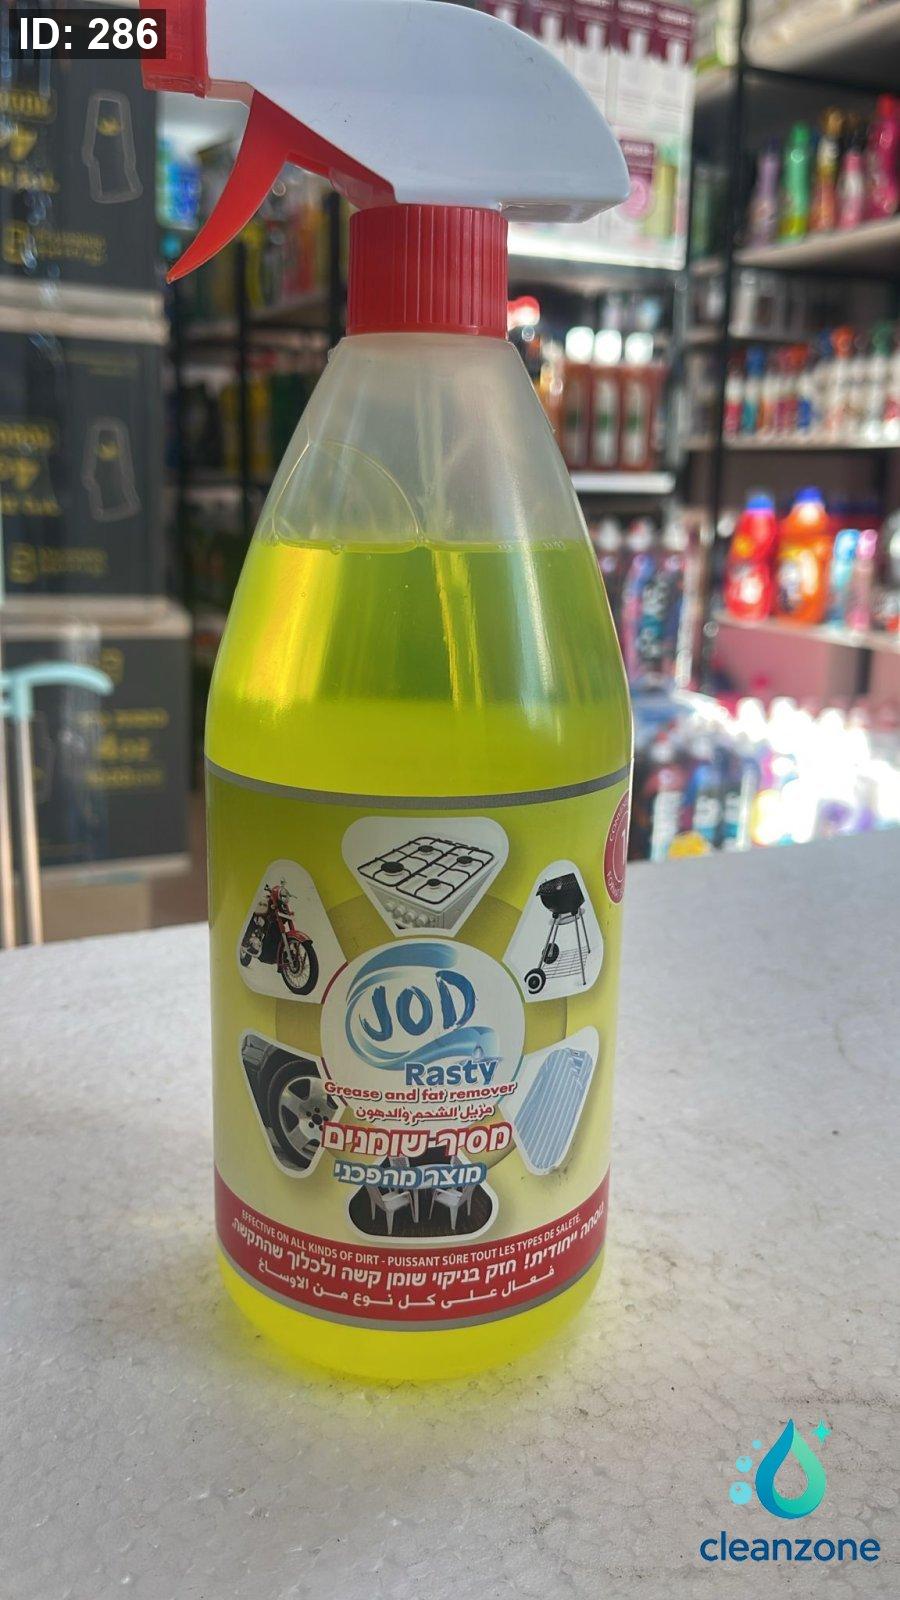 ID: 286
JOD
Rasty
Grease and fat remover
مزيل الشحم والدهون
מסיר-שומנים
מוצר מהפכני
EFFECTIVE ON ALL KINDS OF DIRT - PUISSANT SÛRE TOUT LES TYPES DE SALETÉ
נוסחה ייחודית! חזק בניקוי שומן קשה ולכלוך שהתקשה
فعال على كل نوع من الاوساخ
cleanzone